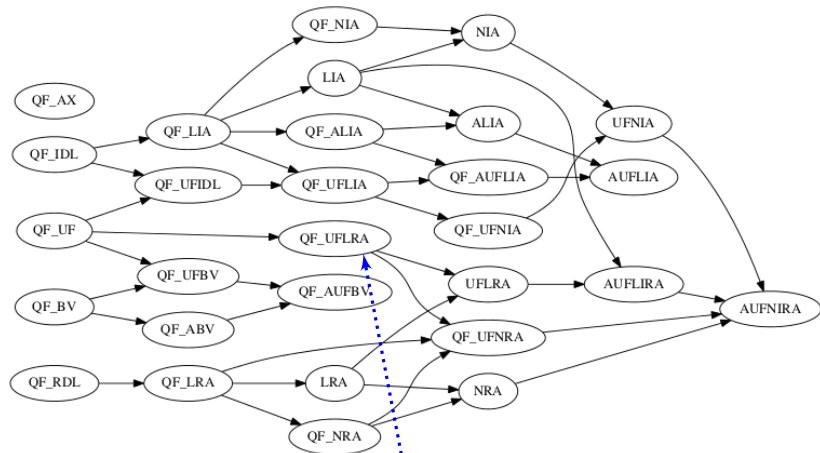 QF_NIA
NIA
LIA
QF_AX
QF_LIA
QF_ALIA
ALIA
UFNIA
QF_IDL
QF_UFIDL
QF_UFLIA
QF_AUFLIA
AUFLIA
QF_UF
QF_UFLRA
QF_UFNIA
QF_UFBV
QF_AUFBV
UFLRA
AUFLIRA
QF_BV
QF_ABV
QF_UFNRA
AUFNIRA
QF_RDL
QF_LRA
LRA
NRA
QF_NRA